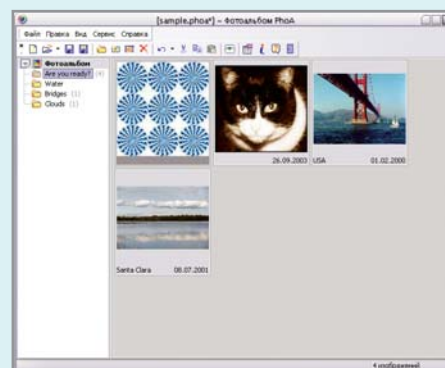 [sample.phoa*] – Фотоальбом PhoA
Файл Правка Вид Сервис Справка
Фотоальбом
Are you ready? (4)
Water
Bridges (1)
Clouds (1)
26.09.2003
USA 01.02.2000
Santa Clara 08.07.2001
4 изображений